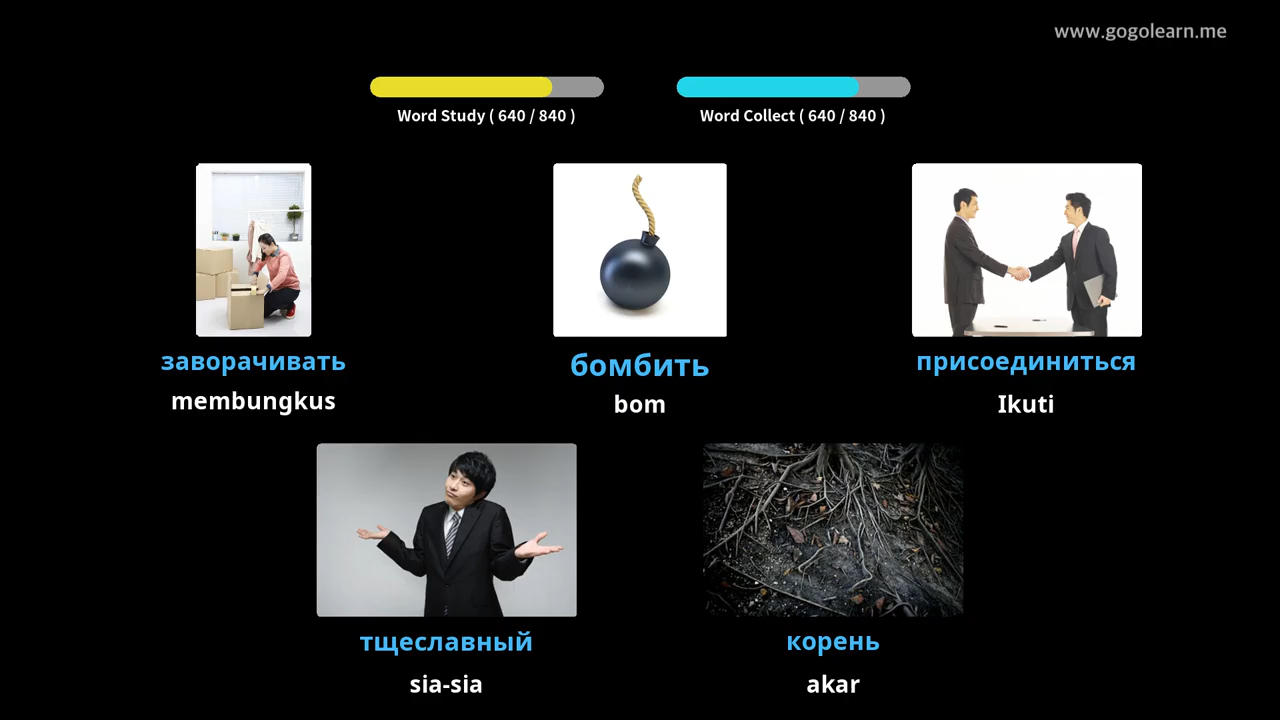 www.gogolearn.me
Word Study ( 640 / 840 )
Word Collect ( 640 / 840 )
заворачивать
membungkus
бомбить
bom
присоединиться
Ikuti
тщеславный
sia-sia
корень
akar